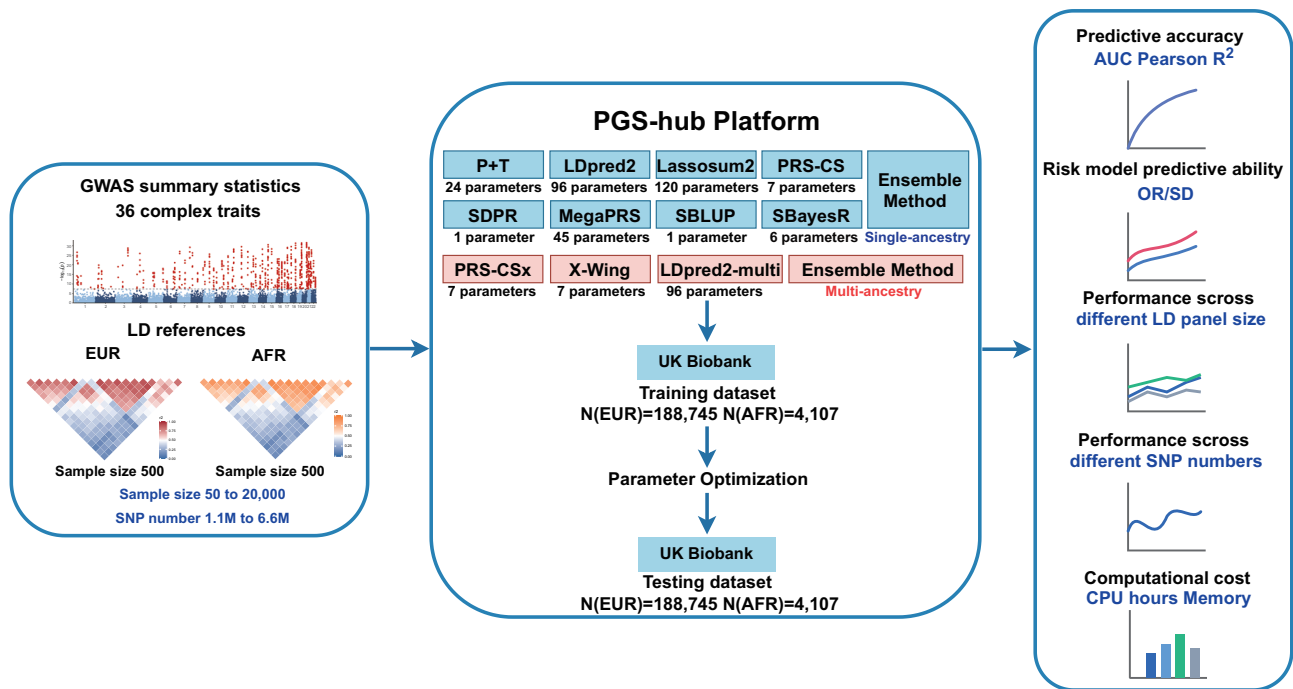 GWAS summary statistics
36 complex traits
LD references
EUR AFR
Sample size 500 Sample size 500
Sample size 50 to 20,000
SNP number 1.1M to 6.6M
PGS-hub Platform
P+T LDpred2 Lassosum2 PRS-CS
24 parameters 96 parameters 120 parameters 7 parameters
Ensemble
Method
SDPR MegaPRS SBLUP SBayesR
1 parameter 45 parameters 1 parameter 6 parameters Single-ancestry
PRS-CSx X-Wing LDpred2-multi Ensemble Method
7 parameters 7 parameters 96 parameters Multi-ancestry
UK Biobank
Training dataset
N(EUR)=188,745 N(AFR)=4,107
Parameter Optimization
UK Biobank
Testing dataset
N(EUR)=188,745 N(AFR)=4,107
Predictive accuracy
AUC Pearson R²
Risk model predictive ability
OR/SD
Performance scross
different LD panel size
Performance scross
different SNP numbers
Computational cost
CPU hours Memory